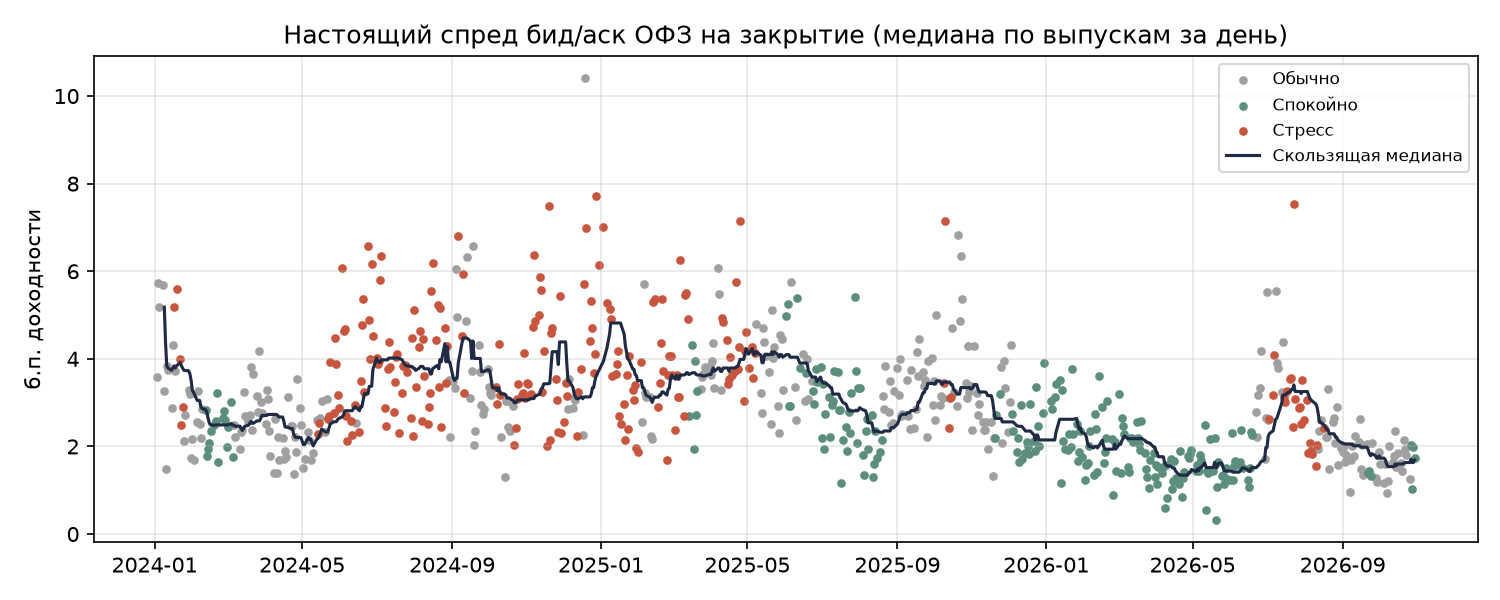 Настоящий спред бид/аск ОФЗ на закрытие (медиана по выпускам за день)
б.п. доходности
10
8
6
4
2
0
Обычно
Спокойно
Стресс
Скользящая медиана
2024-01 2024-05 2024-09 2025-01 2025-05 2025-09 2026-01 2026-05 2026-09